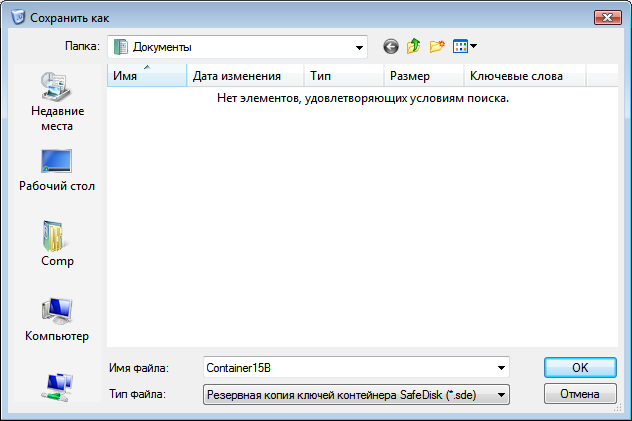 Сохранить как
Папка: Документы
Имя Дата изменения Тип Размер Ключевые слова
Нет элементов, удовлетворяющих условиям поиска.
Недавние
места
Рабочий стол
Comp
Компьютер
Имя файла: Container15B OK
Тип файла: Резервная копия ключей контейнера SafeDisk (*.sde) Отмена